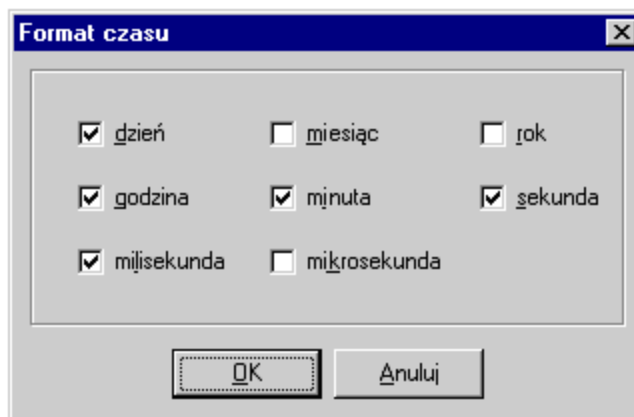 Format czasu
dzień miesiąc rok
godzina minuta sekunda
milisekunda mikrosekunda
OK Anuluj